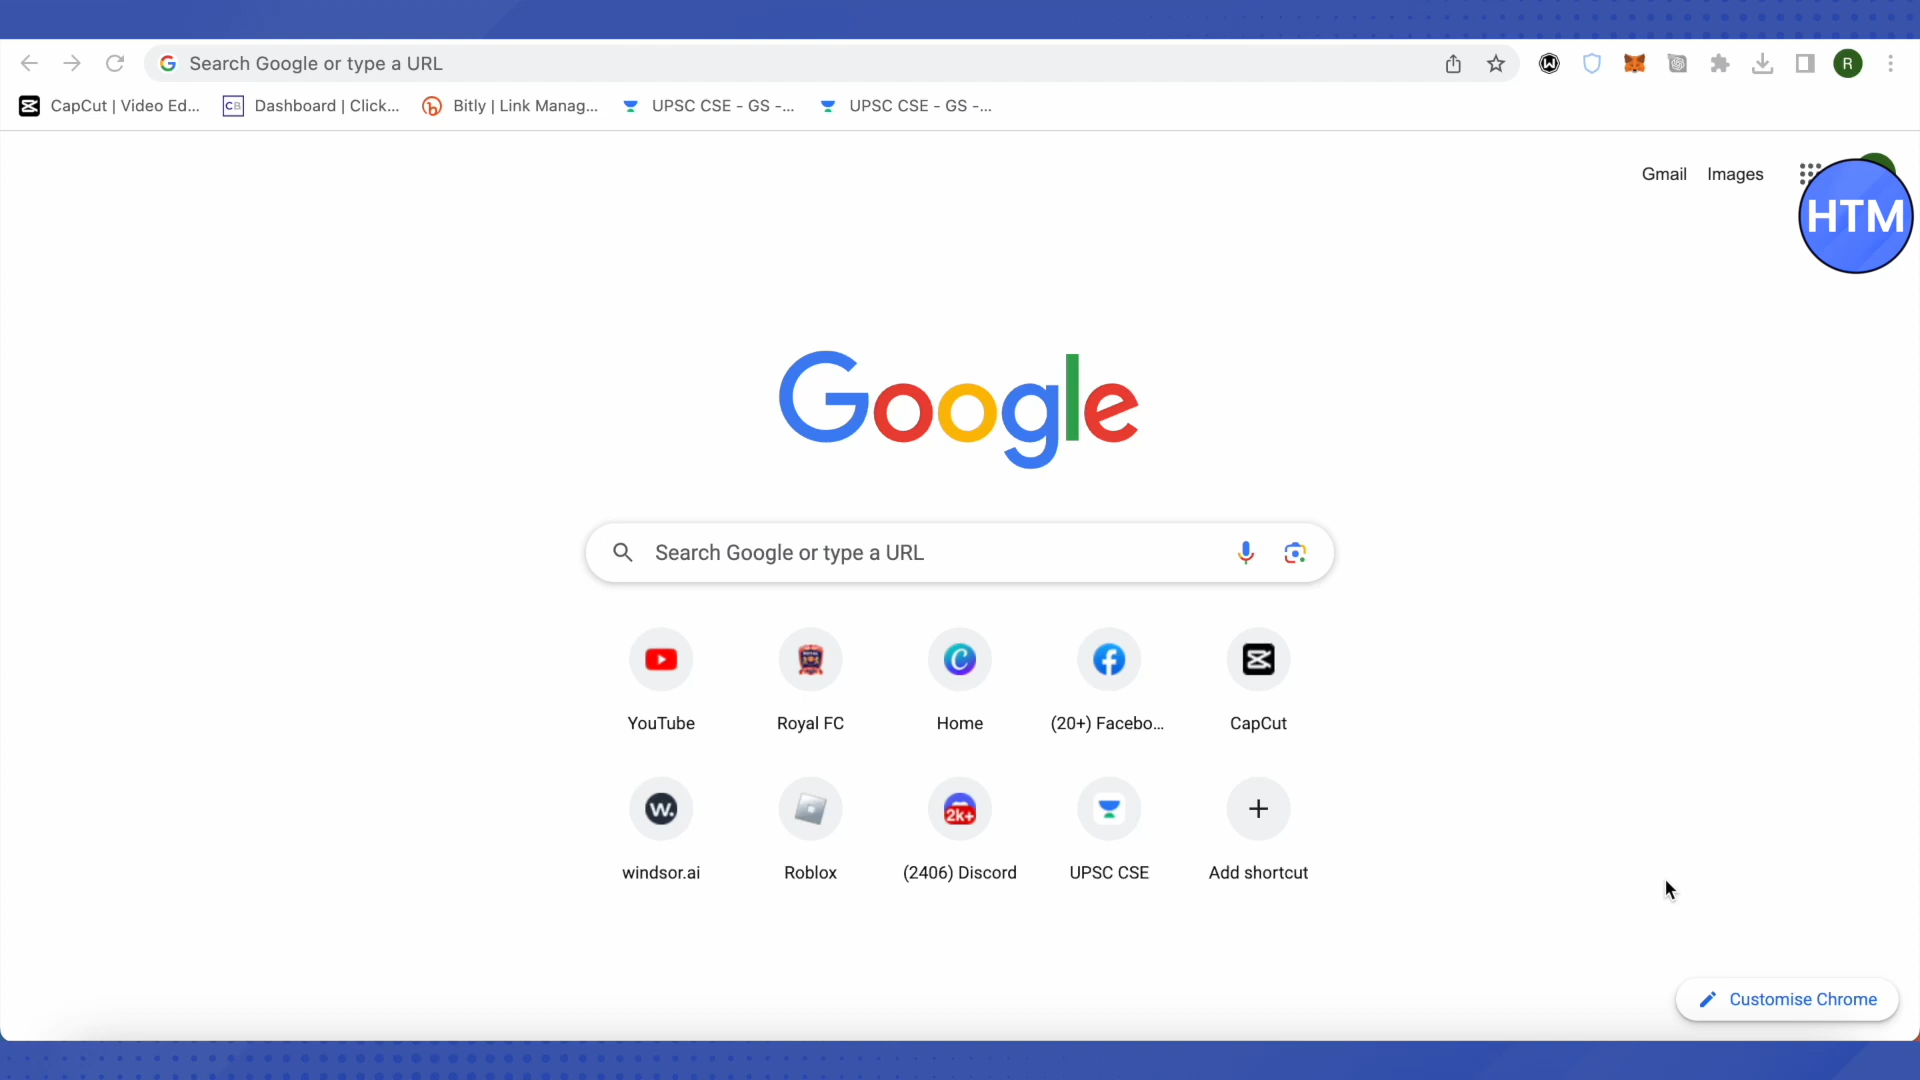 Search Google or type a URL
R
CapCut | Video Ed...
CB
Dashboard | Click...
Bitly | Link Manag...
UPSC CSE - GS -...
UPSC CSE - GS -...
Gmail
Images
HTM
Google
Search Google or type a URL
YouTube
Royal FC
Home
(20+) Facebo...
CapCut
W.
2k+
windsor.ai
Roblox
(2406) Discord
UPSC CSE
Add shortcut
Customise Chrome